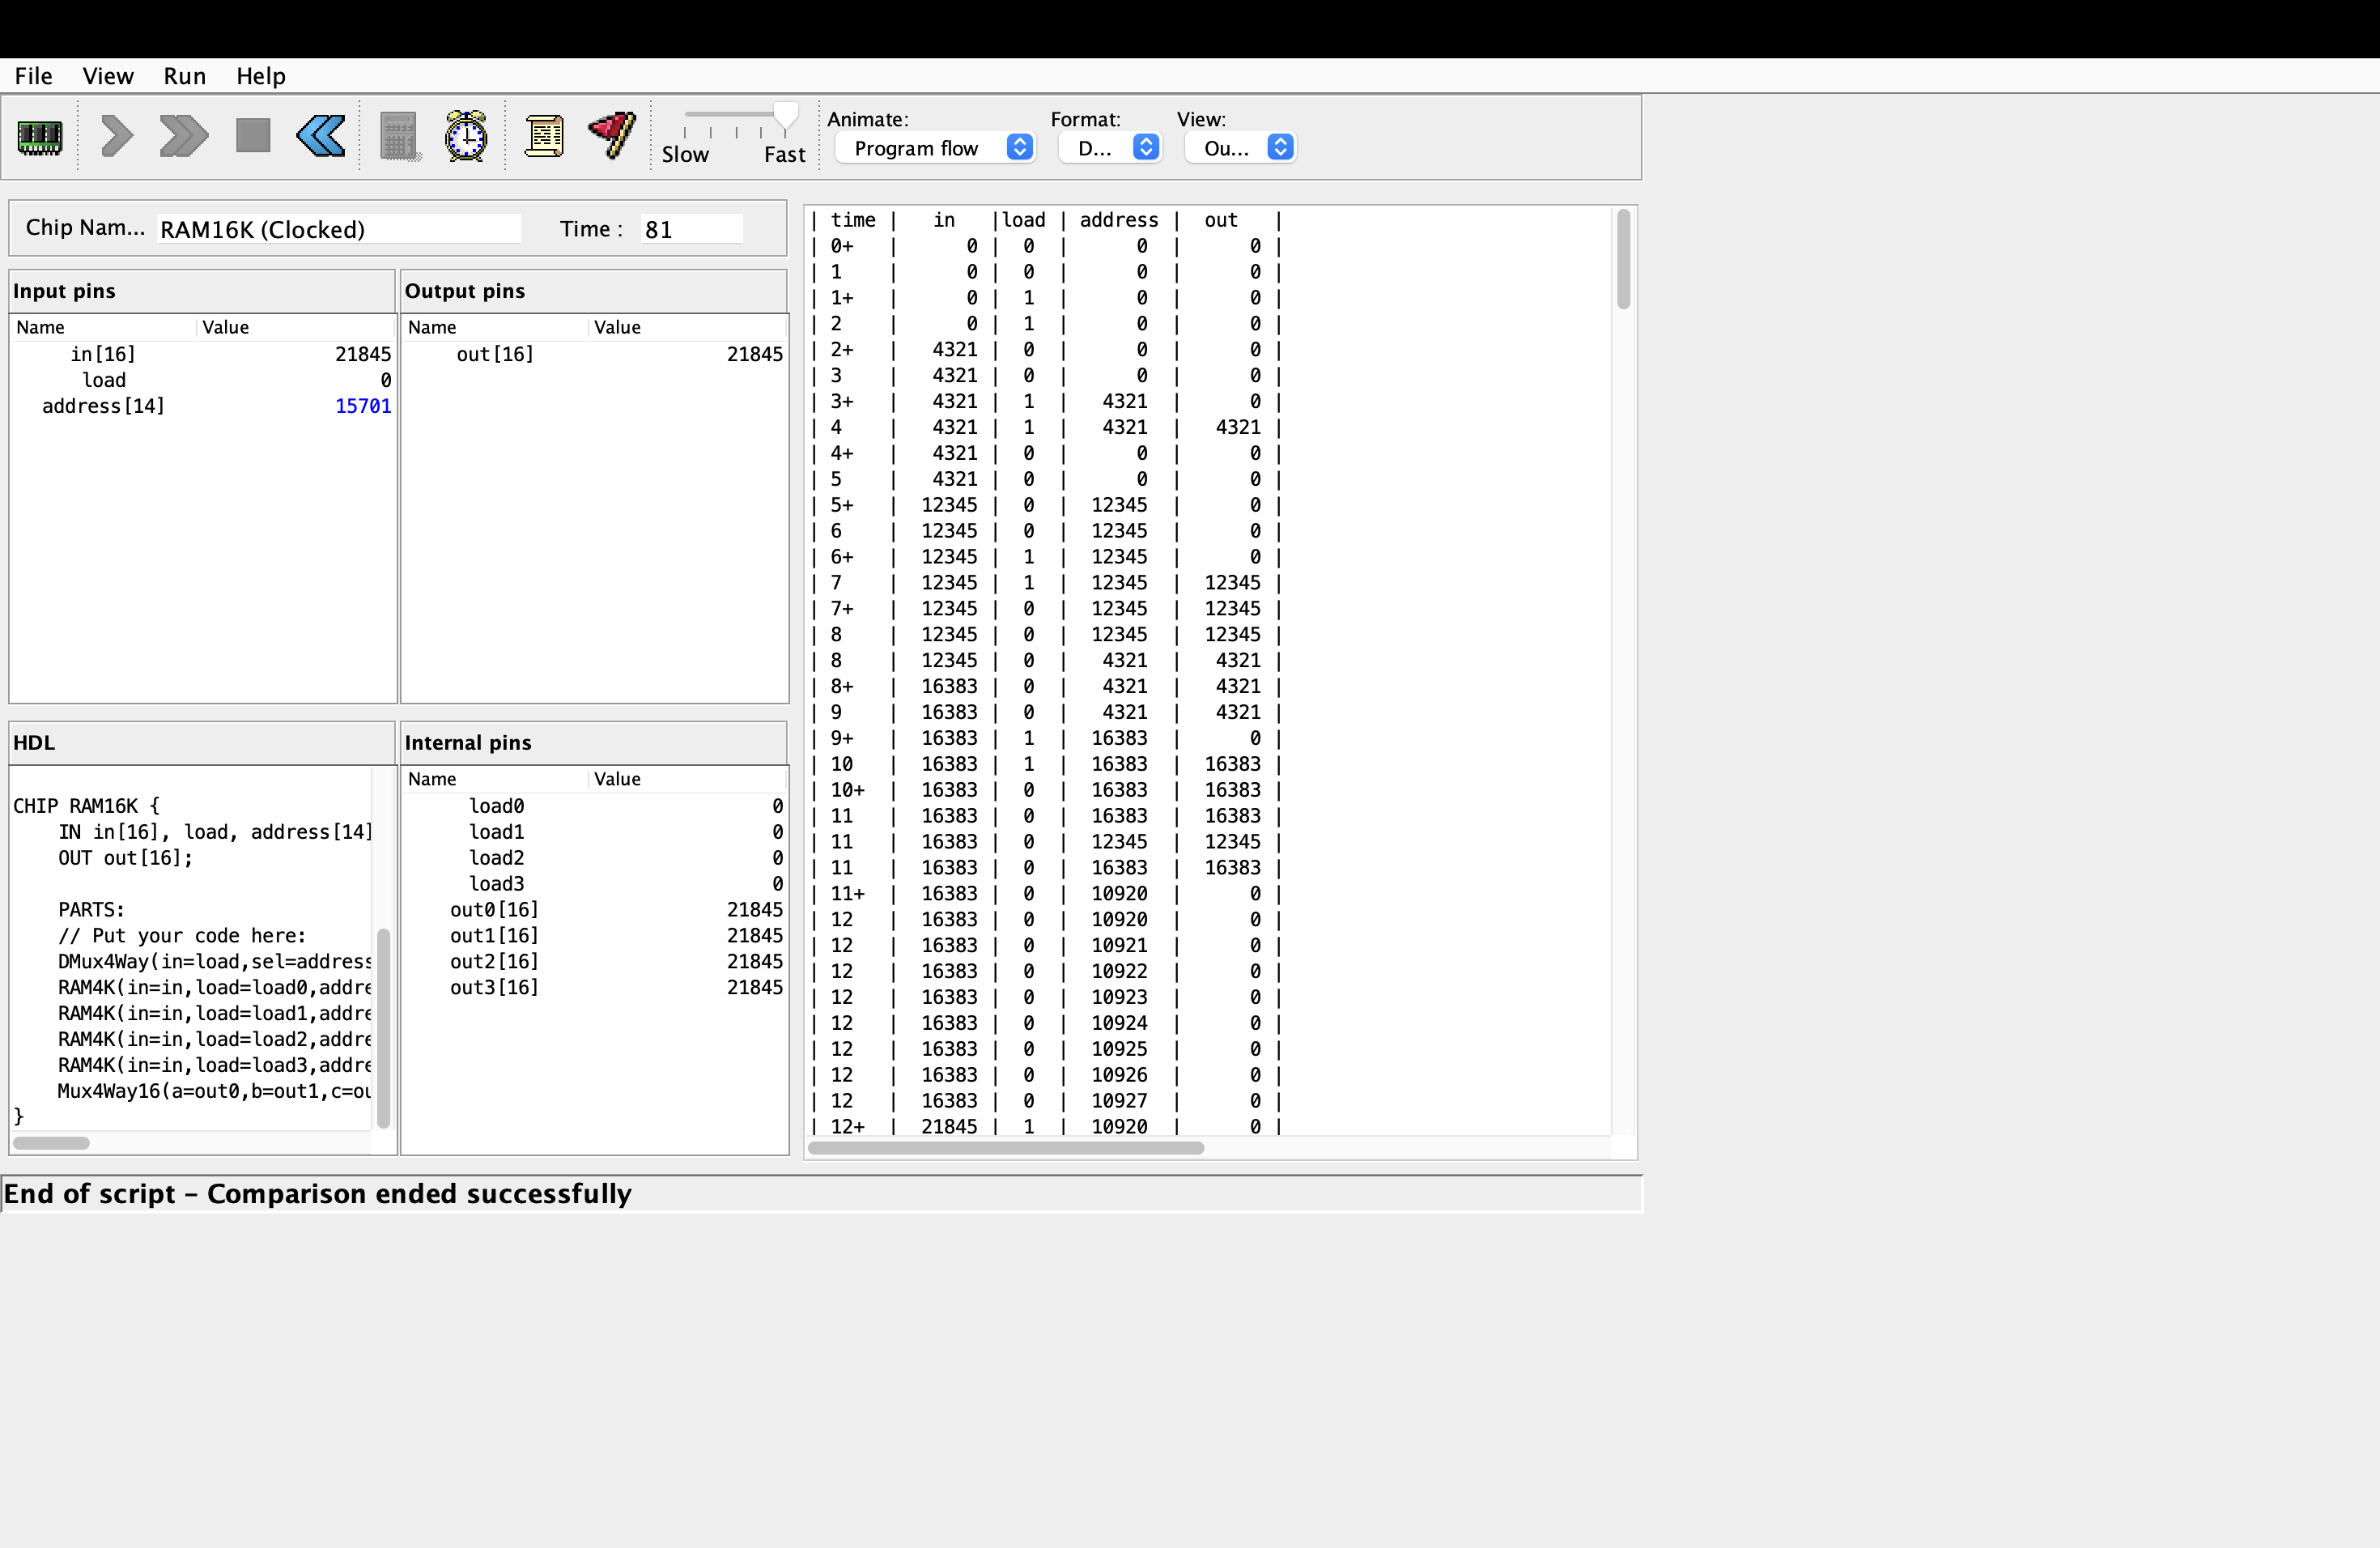 File View Run Help
Slow Fast
Animate: Format: View:
Program flow D... Ou...
Chip Nam... RAM16K (Clocked) Time : 81
Input pins
Name Value
in[16] 21845
load 0
address[14] 15701
Output pins
Name Value
out[16] 21845
HDL
CHIP RAM16K {
IN in[16], load, address[14]
OUT out[16];
PARTS:
// Put your code here:
DMux4Way(in=load,sel=address
RAM4K(in=in,load=load0,addre
RAM4K(in=in,load=load1,addre
RAM4K(in=in,load=load2,addre
RAM4K(in=in,load=load3,addre
Mux4Way16(a=out0,b=out1,c=ou
}
Internal pins
Name Value
load0 0
load1 0
load2 0
load3 0
out0[16] 21845
out1[16] 21845
out2[16] 21845
out3[16] 21845
| time | in |load | address | out |
| 0+ | 0 | 0 | 0 | 0 |
| 1 | 0 | 0 | 0 | 0 |
| 1+ | 0 | 1 | 0 | 0 |
| 2 | 0 | 1 | 0 | 0 |
| 2+ | 4321 | 0 | 0 | 0 |
| 3 | 4321 | 0 | 0 | 0 |
| 3+ | 4321 | 1 | 4321 | 0 |
| 4 | 4321 | 1 | 4321 | 4321 |
| 4+ | 4321 | 0 | 0 | 0 |
| 5 | 4321 | 0 | 0 | 0 |
| 5+ | 12345 | 0 | 12345 | 0 |
| 6 | 12345 | 0 | 12345 | 0 |
| 6+ | 12345 | 1 | 12345 | 0 |
| 7 | 12345 | 1 | 12345 | 12345 |
| 7+ | 12345 | 0 | 12345 | 12345 |
| 8 | 12345 | 0 | 12345 | 12345 |
| 8 | 12345 | 0 | 4321 | 4321 |
| 8+ | 16383 | 0 | 4321 | 4321 |
| 9 | 16383 | 0 | 4321 | 4321 |
| 9+ | 16383 | 1 | 16383 | 0 |
| 10 | 16383 | 1 | 16383 | 16383 |
| 10+ | 16383 | 0 | 16383 | 16383 |
| 11 | 16383 | 0 | 16383 | 16383 |
| 11 | 16383 | 0 | 12345 | 12345 |
| 11 | 16383 | 0 | 16383 | 16383 |
| 11+ | 16383 | 0 | 10920 | 0 |
| 12 | 16383 | 0 | 10920 | 0 |
| 12 | 16383 | 0 | 10921 | 0 |
| 12 | 16383 | 0 | 10922 | 0 |
| 12 | 16383 | 0 | 10923 | 0 |
| 12 | 16383 | 0 | 10924 | 0 |
| 12 | 16383 | 0 | 10925 | 0 |
| 12 | 16383 | 0 | 10926 | 0 |
| 12 | 16383 | 0 | 10927 | 0 |
| 12+ | 21845 | 1 | 10920 | 0 |
End of script – Comparison ended successfully